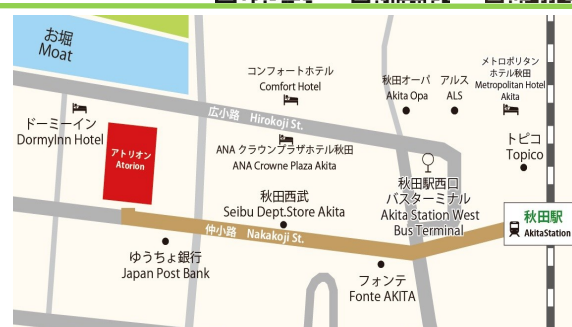 お堀
Moat
コンフォートホテル
Comfort Hotel
秋田オーパ
Akita Opa
アルス
ALS
メトロポリタン
ホテル秋田
Metropolitan Hotel
Akita
ドーミーイン
DormyInn Hotel
広小路 Hirokoji St.
アトリオン
Atorion
ANA クラウンプラザホテル秋田
ANA Crowne Plaza Akita
トピコ
Topico
秋田西武
Seibu Dept.Store Akita
秋田駅西口
バスターミナル
Akita Station West
Bus Terminal
秋田駅
AkitaStation
仲小路 Nakakoji St.
ゆうちょ銀行
Japan Post Bank
フォンテ
Fonte AKITA